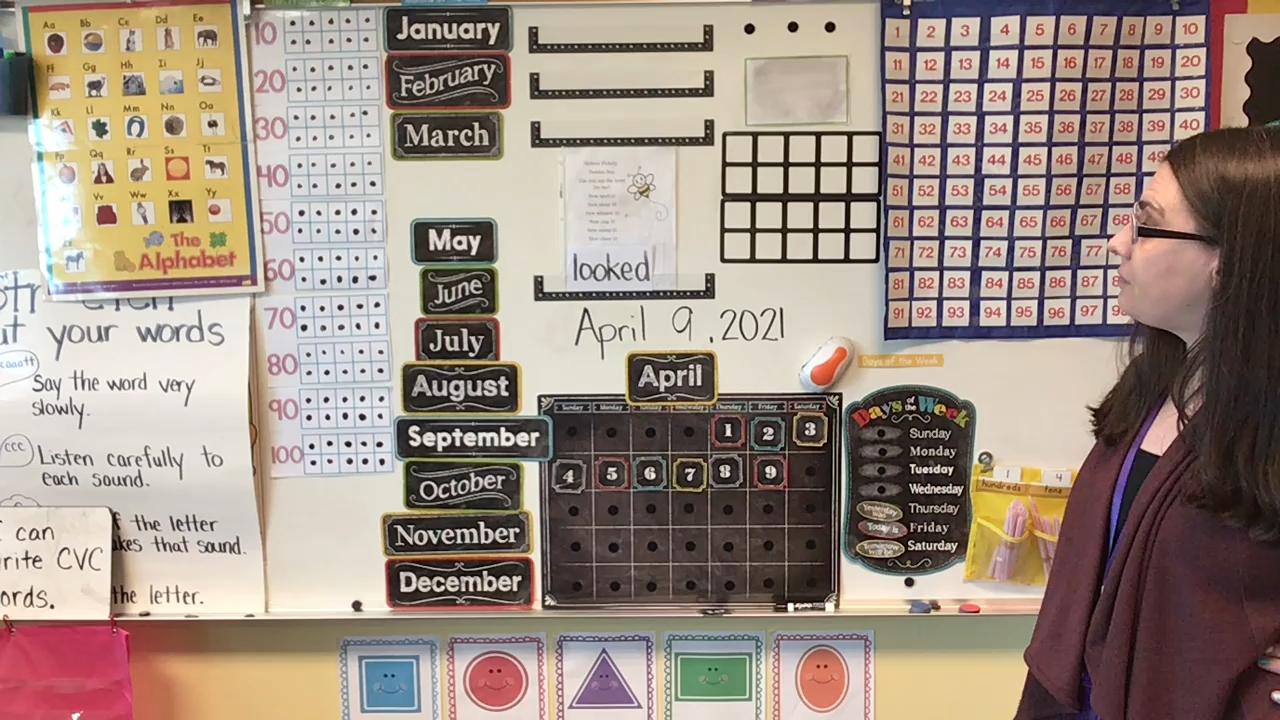 Aa Bb Cc Dd Ee
Ff Gg Hh Ii Jj
Kk Ll Mm Nn Oo
Pp Qq Rr Ss Tt
Vv Ww Xx Yy
The
Alphabet
your words
Say the word very
slowly.
ccc
Listen carefully to
each sound.
the letter
that sound.
the letter.
can
CVC
10
20
30
40
50
60
70
80
90
100
January
February
March
May
June
July
August
September
October
November
December
looked
April 9, 2021
April
Sunday Monday Tuesday Wednesday Thursday Friday Saturday
1 2 3
4 5 6 7 8 9
Days of the Week
Days of the Week
Sunday
Monday
Tuesday
Wednesday
Yesterday was Thursday
Today is Friday
Tomorrow will be Saturday
1 4
hundreds tens
EXPO
1 2 3 4 5 6 7 8 9 10
11 12 13 14 15 16 17 18 19 20
21 22 23 24 25 26 27 28 29 30
31 32 33 34 35 36 37 38 39 40
41 42 43 44 45 46 47 48 49
51 52 53 54 55 56 57 58
61 62 63 64 65 66 67 68
71 72 73 74 75 76 77
81 82 83 84 85 86 87
91 92 93 94 95 96 97